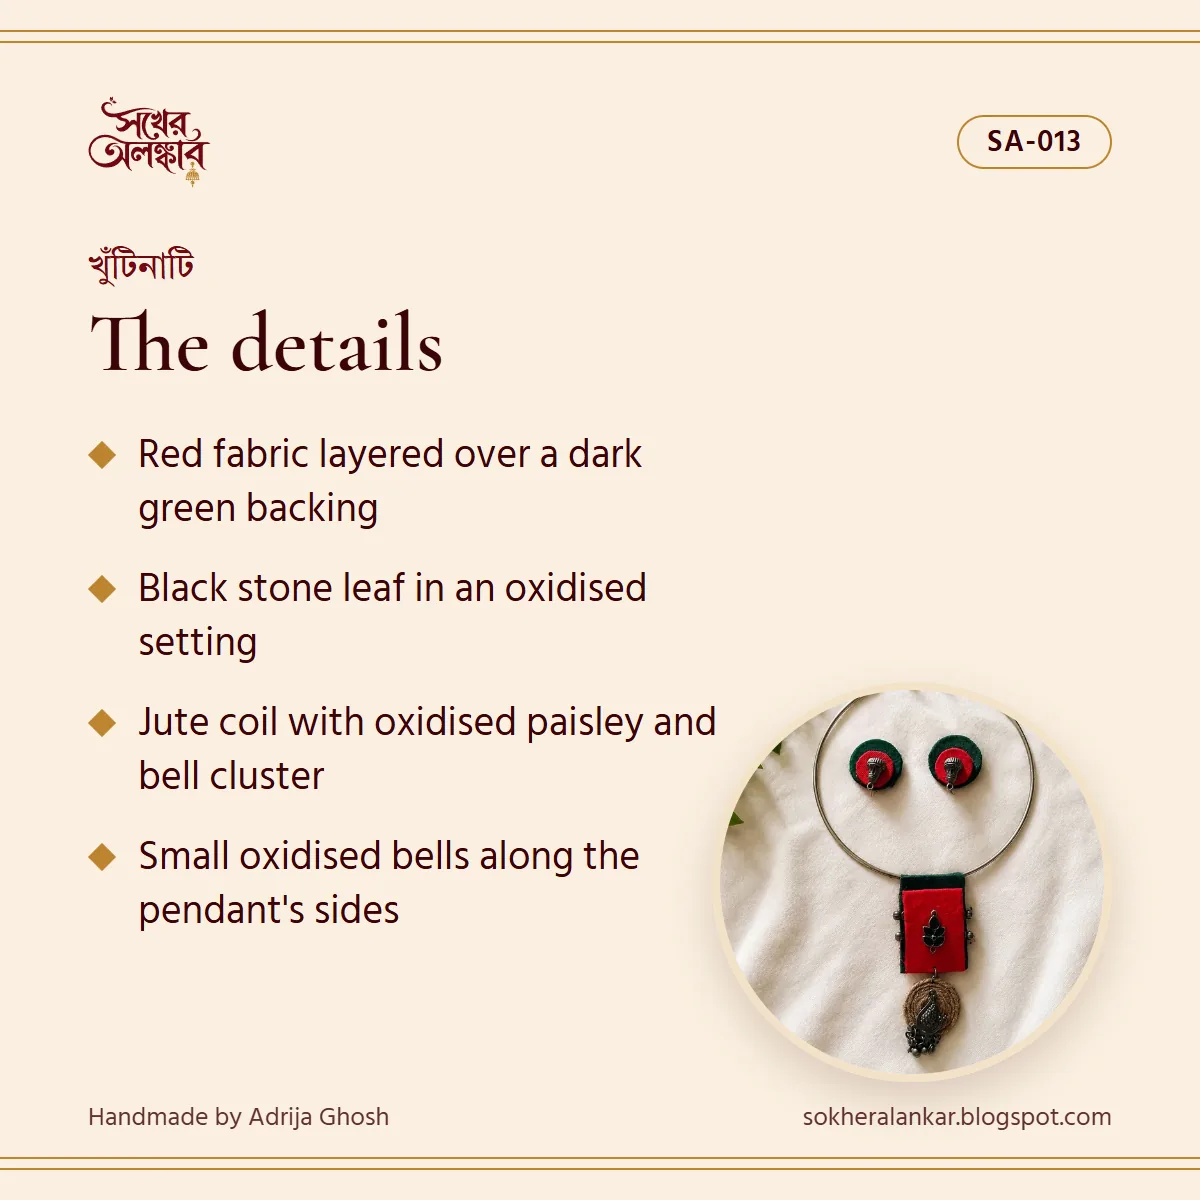 সখের
অলঙ্কার
SA-013
খুঁটিনাটি
The details
Red fabric layered over a dark
green backing
Black stone leaf in an oxidised
setting
Jute coil with oxidised paisley and
bell cluster
Small oxidised bells along the
pendant's sides
Handmade by Adrija Ghosh
sokheralankar.blogspot.com